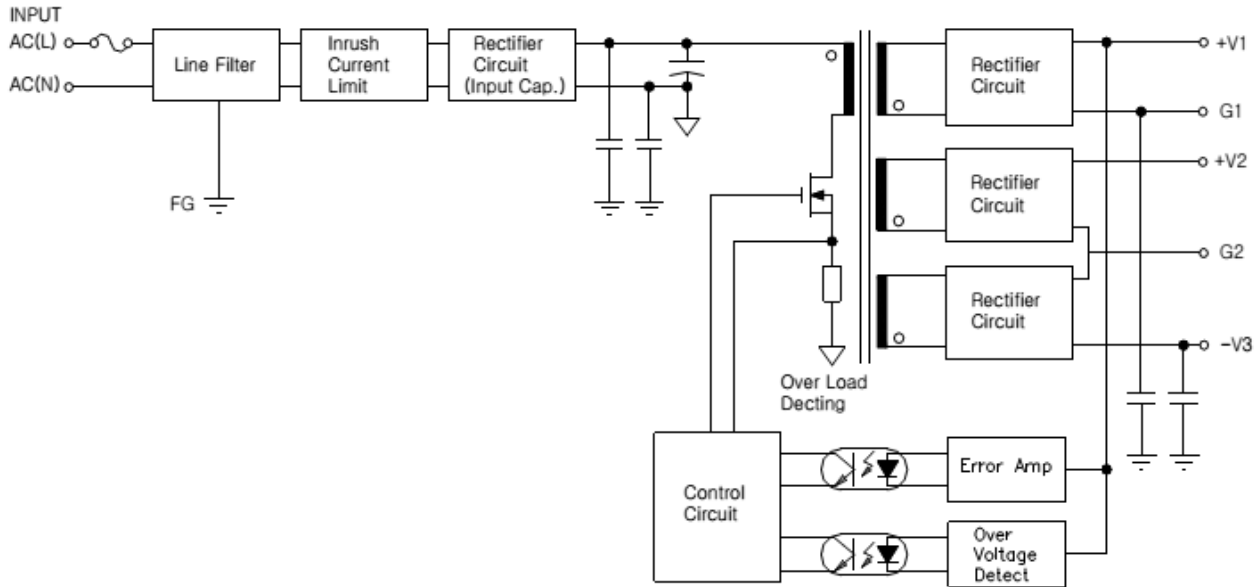 INPUT
AC(L)
AC(N)
Line Filter
FG
Inrush
Current
Limit
Rectifier
Circuit
(Input Cap.)
Rectifier
Circuit
+V1
G1
Rectifier
Circuit
+V2
G2
Rectifier
Circuit
-V3
Over Load
Decting
Control
Circuit
Error Amp
Over
Voltage
Detect